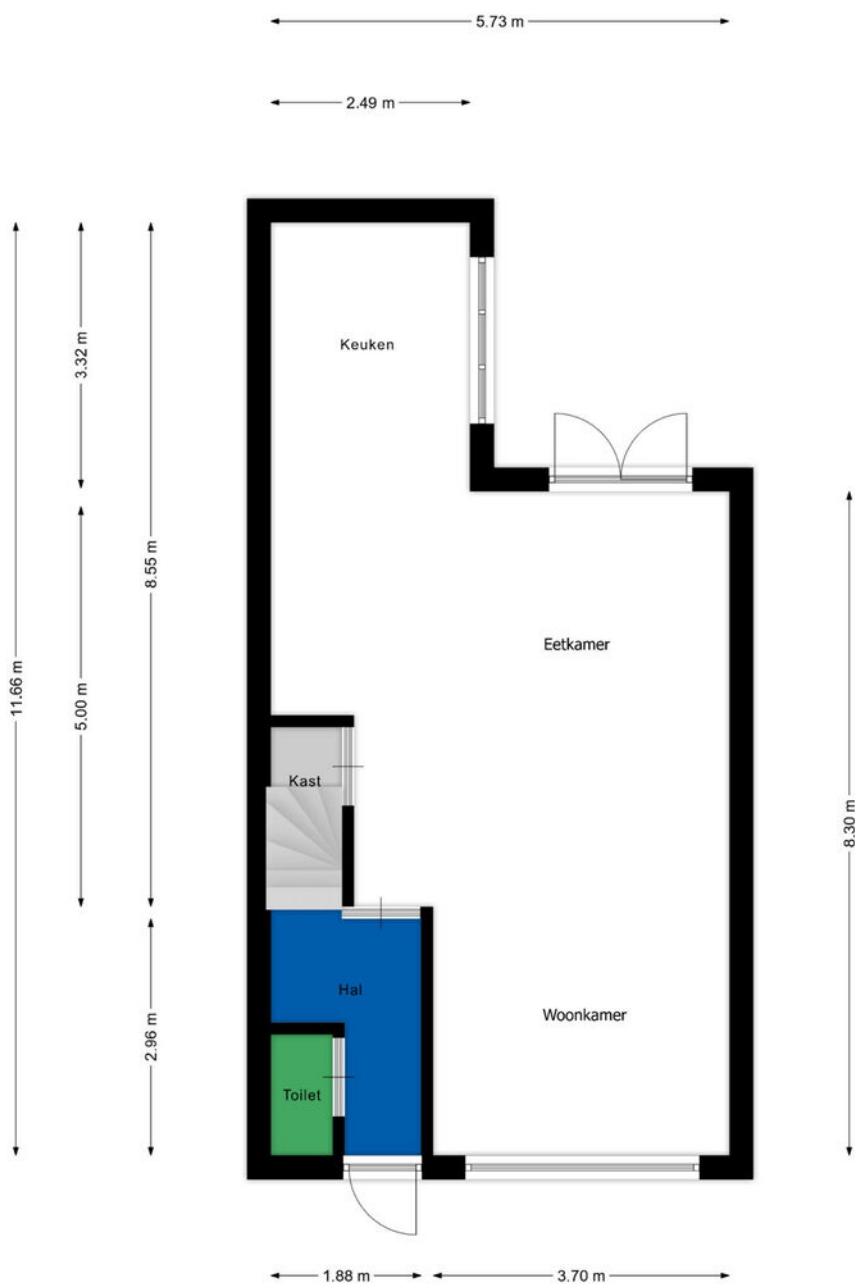 5.73 m
2.49 m
Keuken
3.32 m
8.55 m
Eetkamer
11.66 m
5.00 m
Kast
8.30 m
Hal
Woonkamer
2.96 m
Toilet
1.88 m
3.70 m